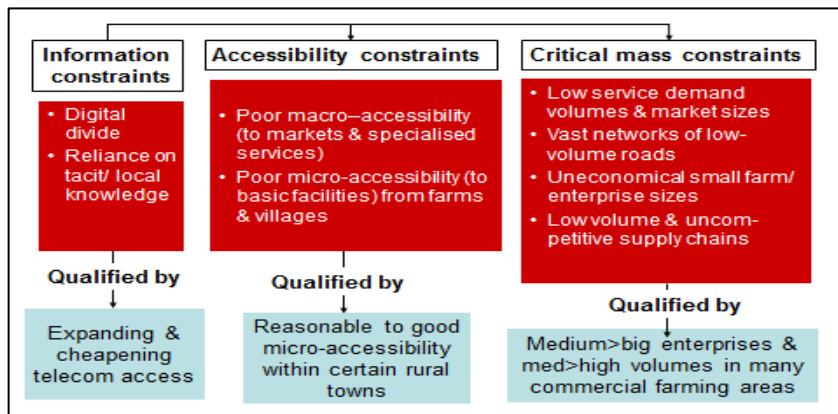 Information
constraints
• Digital
divide
• Reliance on
tacit/ local
knowledge
Qualified by
Expanding &
cheapening
telecom access
Accessibility constraints
• Poor macro–accessibility
(to markets & specialised
services)
• Poor micro-accessibility (to
basic facilities) from farms
& villages
Qualified by
Reasonable to good
micro-accessibility
within certain rural
towns
Critical mass constraints
• Low service demand
volumes & market sizes
• Vast networks of low-
volume roads
• Uneconomical small farm/
enterprise sizes
• Low volume & uncom-
petitive supply chains
Qualified by
Medium>big enterprises &
med>high volumes in many
commercial farming areas